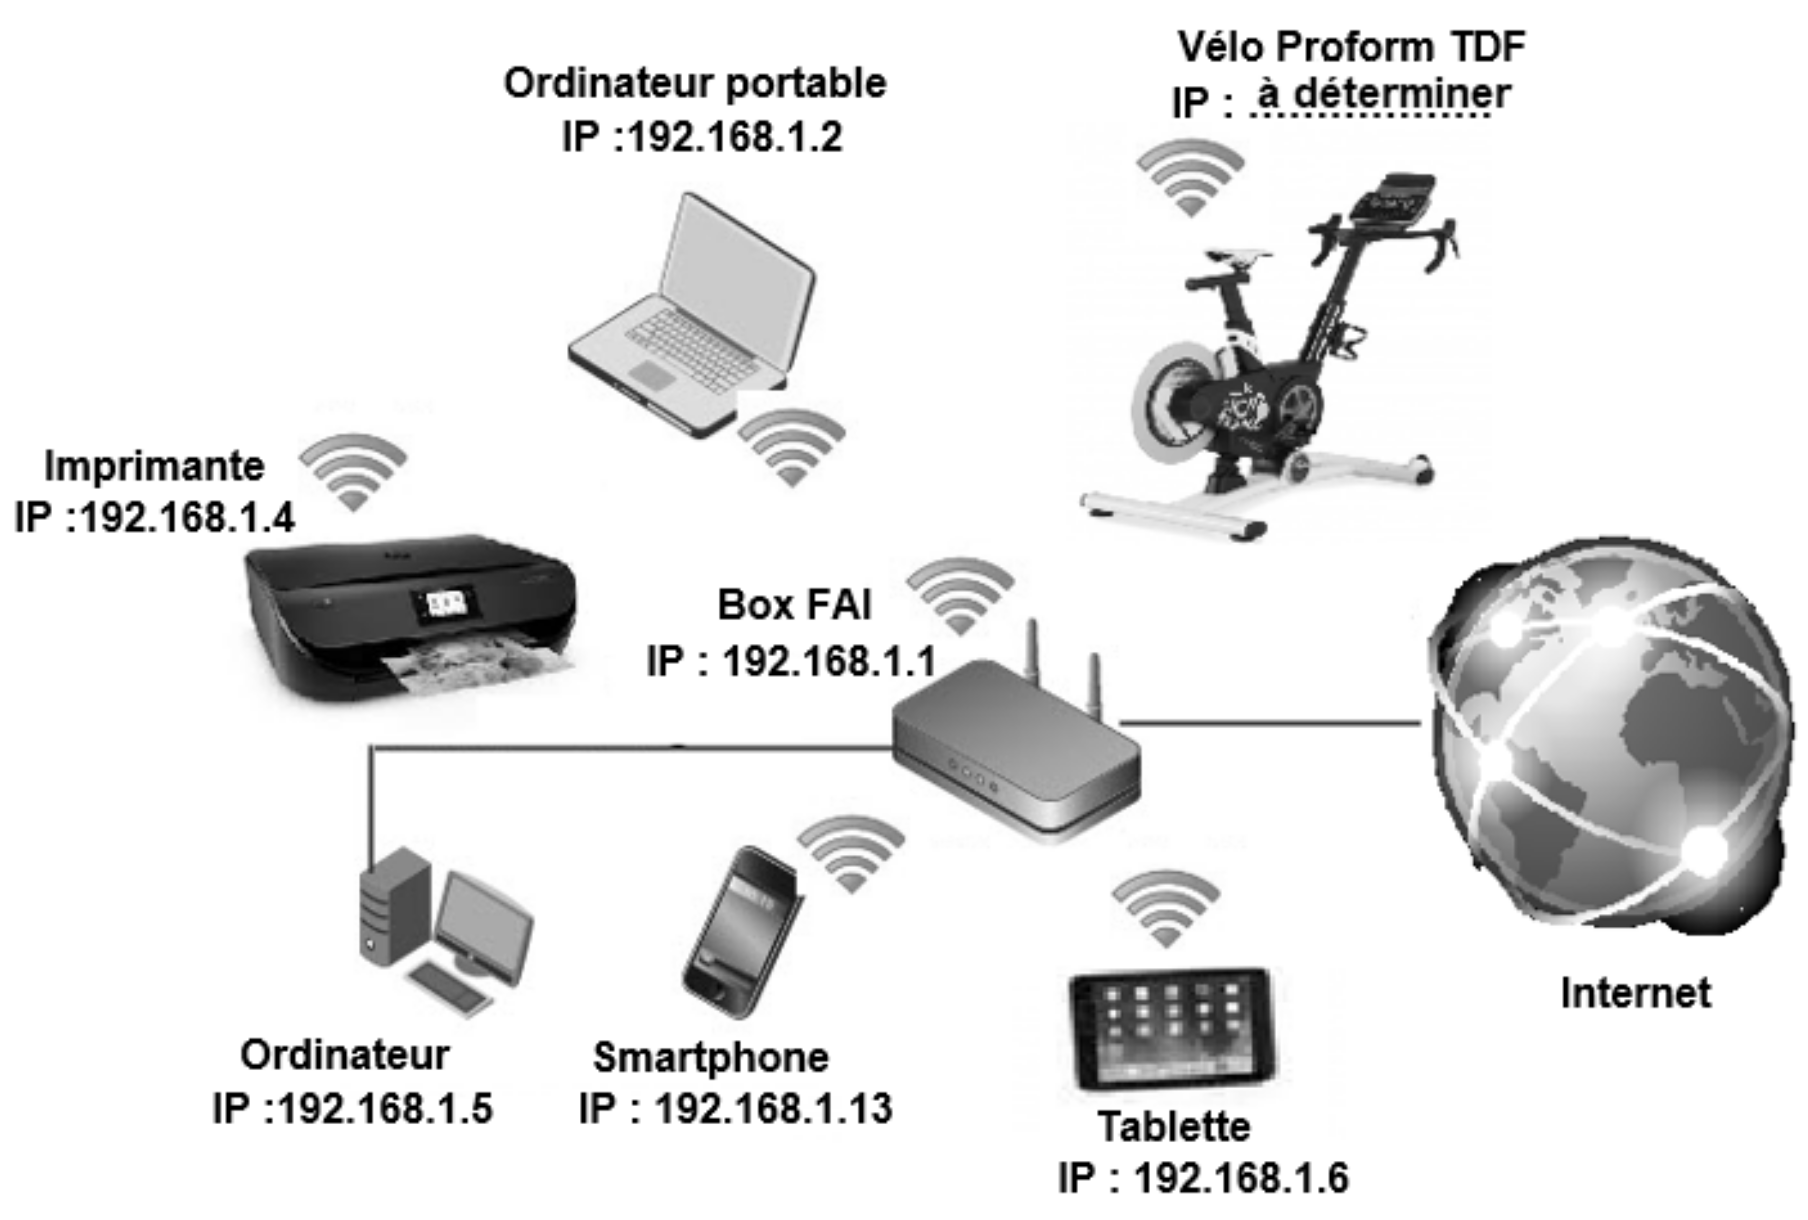 Vélo Proform TDF
IP : à déterminer
Ordinateur portable
IP :192.168.1.2
Imprimante
IP :192.168.1.4
Box FAI
IP : 192.168.1.1
Internet
Ordinateur
IP :192.168.1.5
Smartphone
IP : 192.168.1.13
Tablette
IP : 192.168.1.6